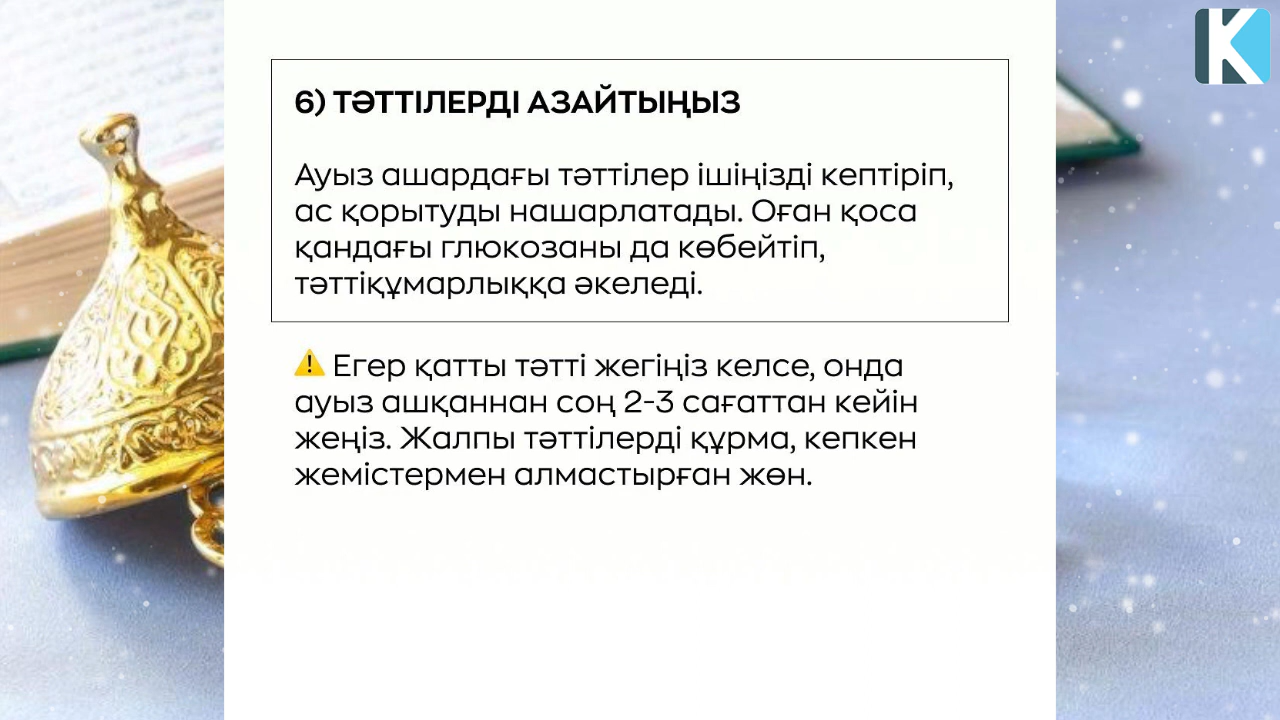 6) ТӘТТІЛЕРДІ АЗАЙТЫҢЫЗ
Ауыз ашардағы тәттілер ішіңізді кептіріп,
ас қорытуды нашарлатады. Оған қоса
қандағы глюкозаны да көбейтіп,
тәттіқұмарлыққа әкеледі.
⚠️ Егер қатты тәтті жегіңіз келсе, онда
ауыз ашқаннан соң 2-3 сағаттан кейін
жеңіз. Жалпы тәттілерді құрма, кепкен
жемістермен алмастырған жөн.
K